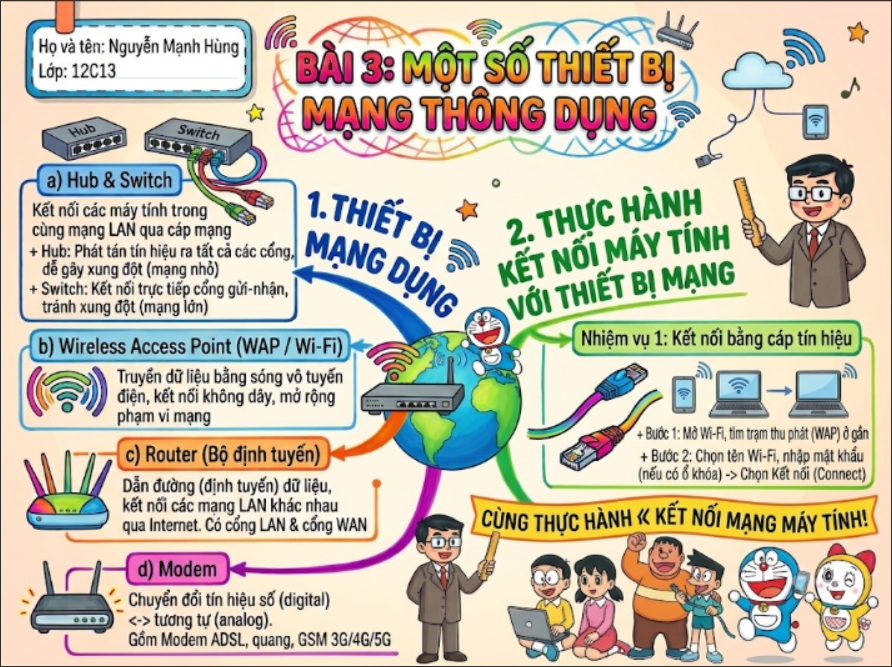 Họ và tên: Nguyễn Mạnh Hùng
Lớp: 12C13
BÀI 3: MỘT SỐ THIẾT BỊ
MẠNG THÔNG DỤNG
Hub
Switch
a) Hub & Switch
Kết nối các máy tính trong
cùng mạng LAN qua cáp mạng
+ Hub: Phát tán tín hiệu ra tất cả các cổng,
dễ gây xung đột (mạng nhỏ)
+ Switch: Kết nối trực tiếp cổng gửi-nhận,
tránh xung đột (mạng lớn)
1. THIẾT BỊ
MẠNG DỤNG
b) Wireless Access Point (WAP / Wi-Fi)
Truyền dữ liệu bằng sóng vô tuyến
điện, kết nối không dây, mở rộng
phạm vi mạng
c) Router (Bộ định tuyến)
Dẫn đường (định tuyến) dữ liệu,
kết nối các mạng LAN khác nhau
qua Internet. Có cổng LAN & cổng WAN
d) Modem
Chuyển đổi tín hiệu số (digital)
<-> tương tự (analog).
Gồm Modem ADSL, quang, GSM 3G/4G/5G
2. THỰC HÀNH
KẾT NỐI MÁY TÍNH
VỚI THIẾT BỊ MẠNG
Nhiệm vụ 1: Kết nối bằng cáp tín hiệu
+ Bước 1: Mở Wi-Fi, tìm trạm thu phát (WAP) ở gần
+ Bước 2: Chọn tên Wi-Fi, nhập mật khẩu
(nếu có ổ khóa) -> Chọn Kết nối (Connect)
CÙNG THỰC HÀNH « KẾT NỐI MẠNG MÁY TÍNH!